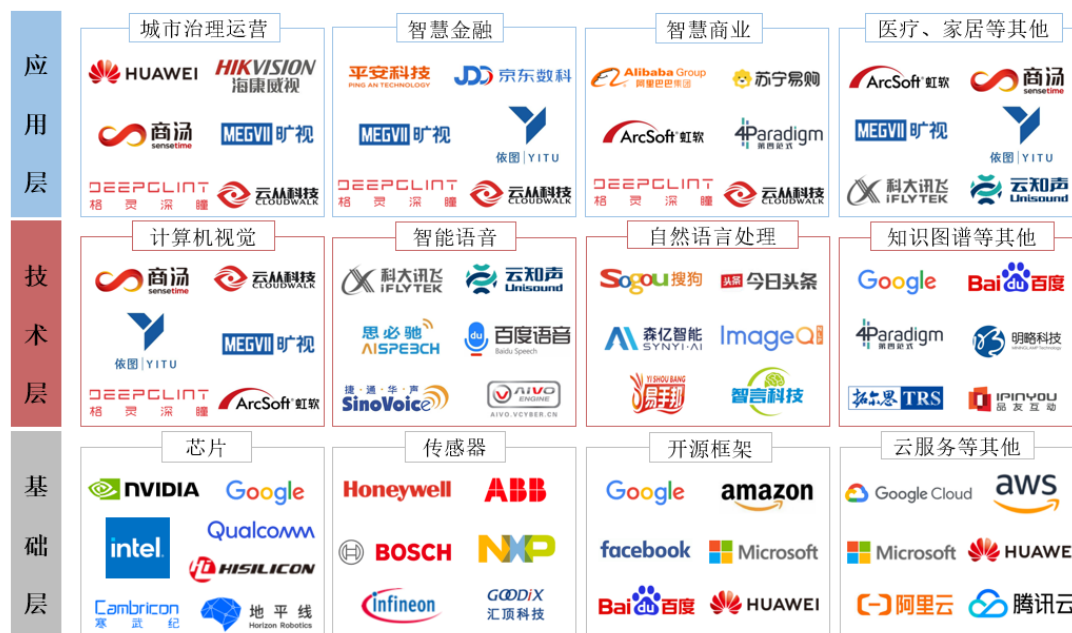 应用层
城市治理运营
HUAWEI
HIKVISION
海康威视
商汤
sensetime
MEGVII 旷视
DEEPGLINT
格灵深瞳
云从科技
CLOUDWALK
智慧金融
平安科技
PING AN TECHNOLOGY
JDD 京东数科
MEGVII 旷视
依图 | YITU
DEEPGLINT
格灵深瞳
云从科技
CLOUDWALK
智慧商业
Alibaba Group
阿里巴巴集团
苏宁易购
ArcSoft 虹软
4Paradigm
第四范式
DEEPGLINT
格灵深瞳
云从科技
CLOUDWALK
医疗、家居等其他
ArcSoft 虹软
商汤
sensetime
MEGVII 旷视
依图 | YITU
科大讯飞
iFLYTEK
云知声
Unisound
技术层
计算机视觉
商汤
sensetime
云从科技
CLOUDWALK
依图 | YITU
MEGVII 旷视
DEEPGLINT
格灵深瞳
ArcSoft 虹软
智能语音
科大讯飞
iFLYTEK
云知声
Unisound
思必驰
AISPEECH
du 百度语音
Baidu Speech
捷·通·华·声
SinoVoice
AIVO
ENGINE
AIVO.VCYBER.CN
自然语言处理
Sogou 搜狗
头条 今日头条
森亿智能
SYNYI·AI
ImageQ
YI SHOU BANG
易手邦
智言科技
知识图谱等其他
Google
Bai du 百度
4Paradigm
第四范式
明略科技
MININGLAMP Technology
拓尔思 TRS
IPINYOU
品友互动
基础层
芯片
NVIDIA
Google
intel
Qualcomm
HISILICON
Cambricon
寒武纪
地平线
Horizon Robotics
传感器
Honeywell
ABB
BOSCH
NXP
infineon
GOODiX
汇顶科技
开源框架
Google
amazon
facebook
Microsoft
Bai du 百度
HUAWEI
云服务等其他
Google Cloud
aws
Microsoft
HUAWEI
阿里云
腾讯云